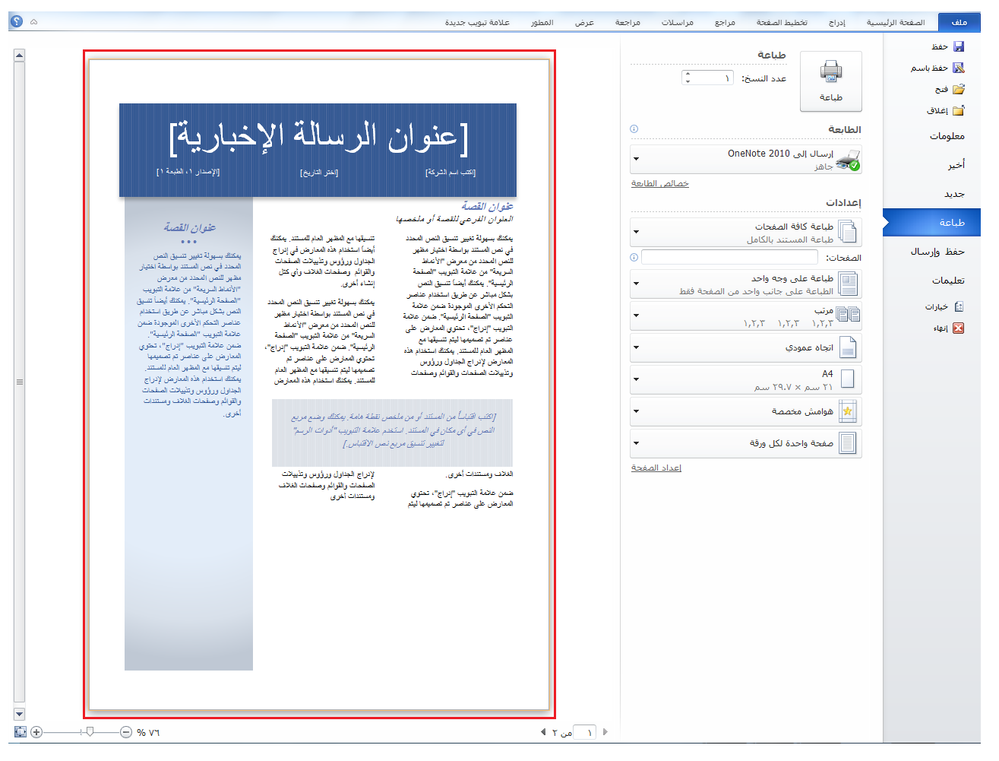 ملف
الصفحة الرئيسية
إدراج
تخطيط الصفحة
مراجع
مراسلات
مراجعة
عرض
المطور
علامة تبويب جديدة
حفظ
حفظ باسم
فتح
إغلاق
معلومات
أخير
جديد
طباعة
حفظ وإرسال
تعليمات
خيارات
إنهاء
طباعة
طباعة
عدد النسخ: ١
الطابعة
إرسال إلى OneNote 2010
جاهز
خصائص الطابعة
إعدادات
طباعة كافة الصفحات
طباعة المستند بالكامل
الصفحات:
طباعة على وجه واحد
الطباعة على جانب واحد من الصفحة فقط
مرتب
١,٢,٣ ١,٢,٣ ١,٢,٣
اتجاه عمودي
A4
٢١ سم × ٢٩.٧ سم
هوامش مخصصة
صفحة واحدة لكل ورقة
إعداد الصفحة
[عنوان الرسالة الإخبارية]
[اكتب اسم الشركة]
[اختر التاريخ]
[الإصدار ١، الطبعة ١]
عنوان القصة
العنوان الفرعي للقصة أو ملخصها
يمكنك بسهولة تغيير تنسيق النص المحدد
في نص المستند بواسطة اختيار مظهر
للنص المحدد من معرض "الأنماط
السريعة" من علامة التبويب "الصفحة
الرئيسية". يمكنك أيضاً تنسيق النص
بشكل مباشر عن طريق استخدام عناصر
التحكم الأخرى الموجودة ضمن علامة
التبويب "الصفحة الرئيسية". ضمن علامة
التبويب "إدراج"، تحتوي المعارض على
عناصر تم تصميمها ليتم تنسيقها مع
المظهر العام للمستند. يمكنك استخدام هذه
المعارض لإدراج الجداول ورؤوس
وتذييلات الصفحات والقوائم وصفحات
الغلاف ومستندات أخرى.
ضمن علامة التبويب "إدراج"، تحتوي
المعارض على عناصر تم تصميمها ليتم
تنسيقها مع المظهر العام للمستند. يمكنك
أيضاً استخدام هذه المعارض في إدراج
الجداول ورؤوس وتذييلات الصفحات
والقوائم وصفحات الغلاف وأي كتل
إنشاء أخرى.
يمكنك بسهولة تغيير تنسيق النص المحدد
في نص المستند بواسطة اختيار مظهر
للنص المحدد من معرض "الأنماط
السريعة" من علامة التبويب "الصفحة
الرئيسية". ضمن علامة التبويب "إدراج"،
تحتوي المعارض على عناصر تم
تصميمها ليتم تنسيقها مع المظهر العام
للمستند. يمكنك استخدام هذه المعارض
لإدراج الجداول ورؤوس وتذييلات
الصفحات والقوائم وصفحات الغلاف
ومستندات أخرى
[اكتب اقتباساً من المستند أو من ملخص نقطة هامة. يمكنك وضع مربع
النص في أي مكان في المستند. استخدم علامة التبويب "أدوات الرسم"
لتغيير تنسيق مربع نص الاقتباس.]
عنوان القصة
يمكنك بسهولة تغيير تنسيق النص
المحدد في نص المستند بواسطة اختيار
مظهر للنص المحدد من معرض
"الأنماط السريعة" من علامة التبويب
"الصفحة الرئيسية". يمكنك أيضاً تنسيق
النص بشكل مباشر عن طريق استخدام
عناصر التحكم الأخرى الموجودة ضمن
علامة التبويب "الصفحة الرئيسية".
ضمن علامة التبويب "إدراج"، تحتوي
المعارض على عناصر تم تصميمها
ليتم تنسيقها مع المظهر العام للمستند.
يمكنك استخدام هذه المعارض لإدراج
الجداول ورؤوس وتذييلات الصفحات
والقوائم وصفحات الغلاف ومستندات
أخرى.
١ من ٢
٧٦ %